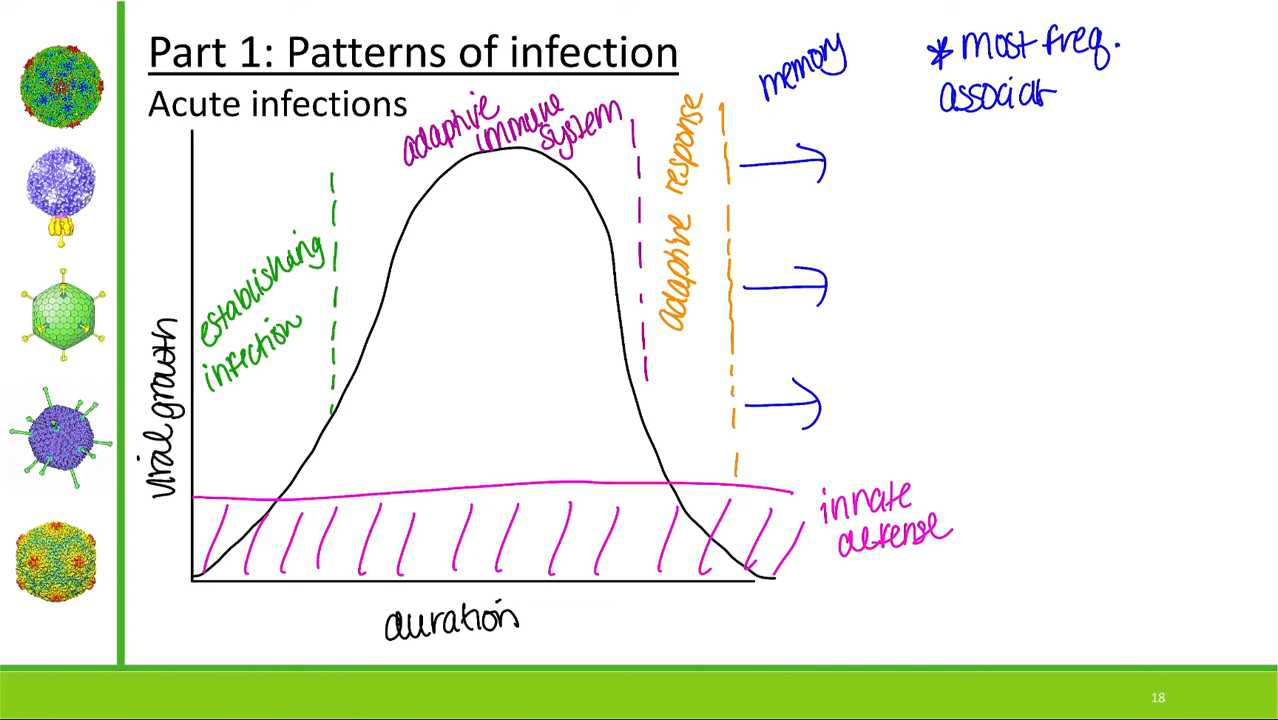 Part 1: Patterns of infection
Acute infections
memory
* most freq.
associat
adaptive
immune
system
adaptive response
establishing
infection
viral growth
innate
defense
duration
18